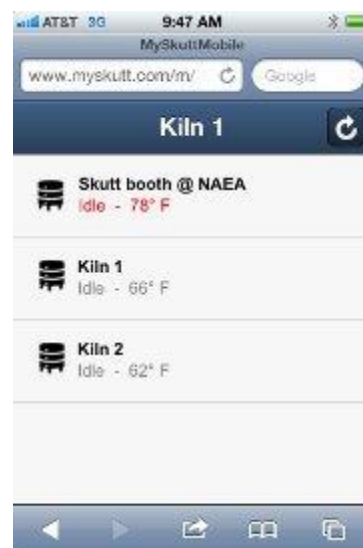 AT&T 3G 9:47 AM
MySkuttMobile
www.myskutt.com/m/ Google
Kiln 1
Skutt booth @ NAEA
Idle - 78° F
Kiln 1
Idle - 66° F
Kiln 2
Idle - 62° F